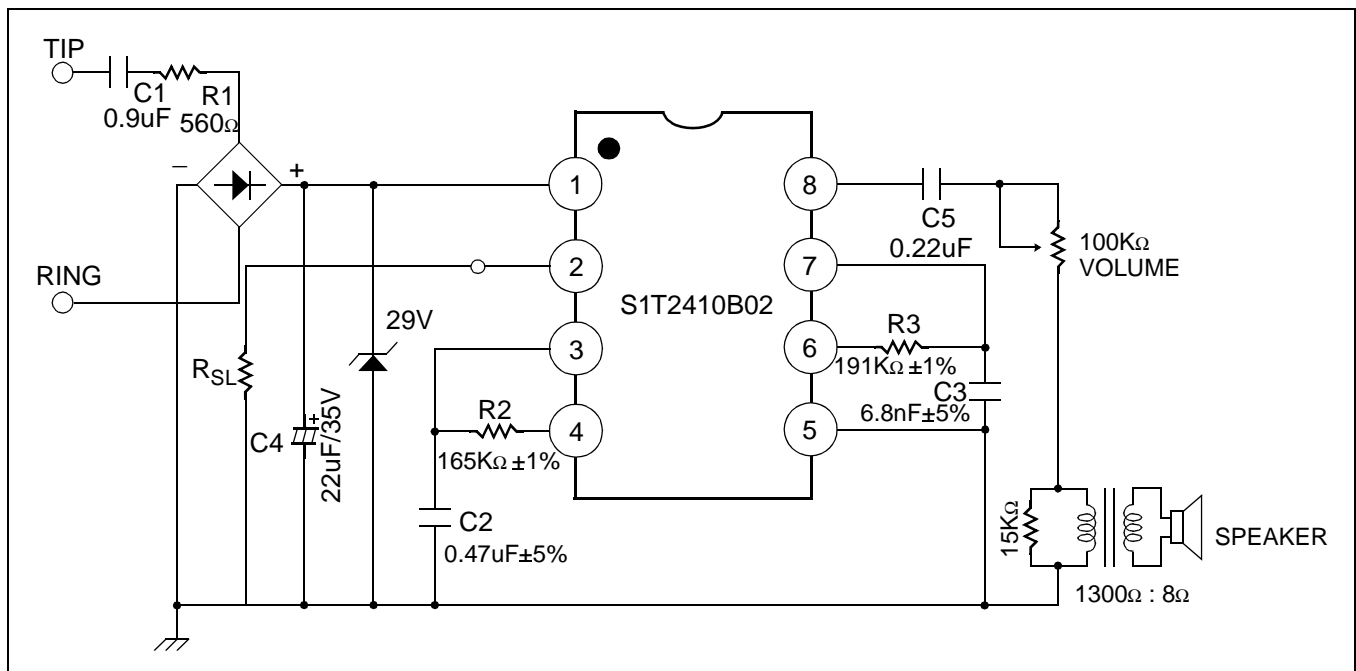 TIP
C1
0.9uF
R1
560Ω
−
+
RING
RSL
C4
+
22uF/35V
29V
1
2
3
4
R2
165KΩ ±1%
C2
0.47uF±5%
S1T2410B02
8
7
6
5
C5
0.22uF
R3
191KΩ ±1%
C3
6.8nF±5%
100KΩ
VOLUME
15KΩ
SPEAKER
1300Ω : 8Ω